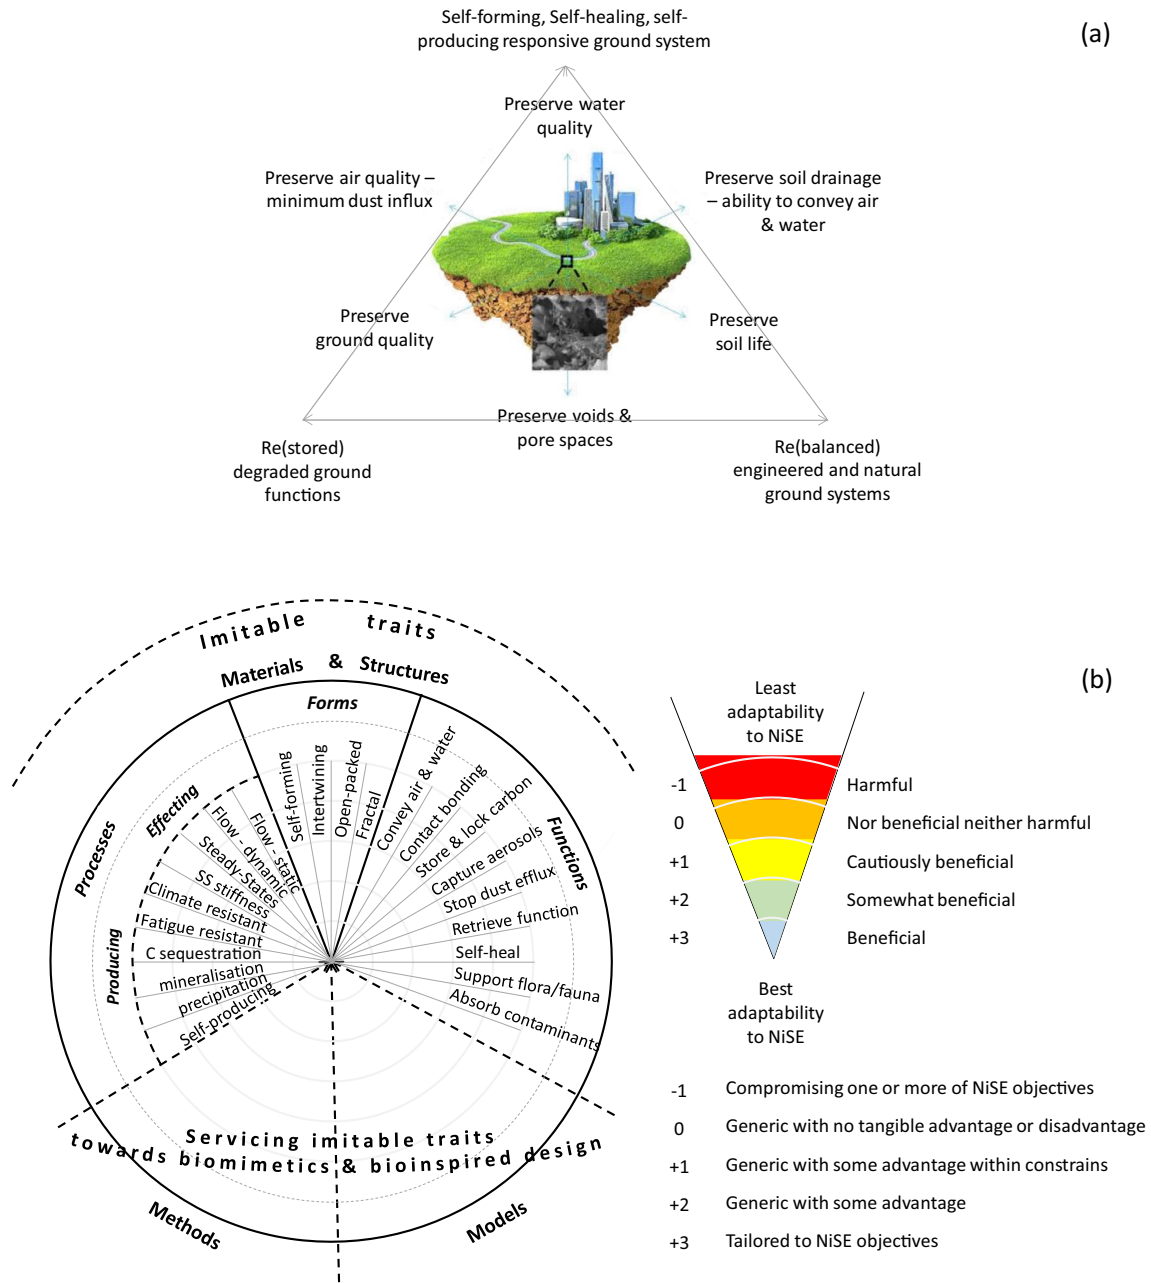 Self-forming, Self-healing, self-
producing responsive ground system
(a)
Preserve water
quality
Preserve air quality –
minimum dust influx
Preserve soil drainage
– ability to convey air
& water
Preserve
ground quality
Preserve
soil life
Preserve voids &
pore spaces
Re(stored)
degraded ground
functions
Re(balanced)
engineered and natural
ground systems
Imitable traits
Materials & Structures
(b)
Forms
Processes
Effecting
Producing
Functions
Self-forming
Intertwining
Open-packed
Fractal
Convey air & water
Contact bonding
Store & lock carbon
Capture aerosols
Stop dust efflux
Retrieve function
Self-heal
Support flora/fauna
Absorb contaminants
Flow - static
Flow - dynamic
Steady-States
SS stiffness
Climate resistant
Fatigue resistant
C sequestration
mineralisation
precipitation
Self-producing
Servicing imitable traits
towards biomimetics & bioinspired design
Methods
Models
Least
adaptability
to NiSE
-1 Harmful
0 Nor beneficial neither harmful
+1 Cautiously beneficial
+2 Somewhat beneficial
+3 Beneficial
Best
adaptability
to NiSE
-1 Compromising one or more of NiSE objectives
0 Generic with no tangible advantage or disadvantage
+1 Generic with some advantage within constrains
+2 Generic with some advantage
+3 Tailored to NiSE objectives